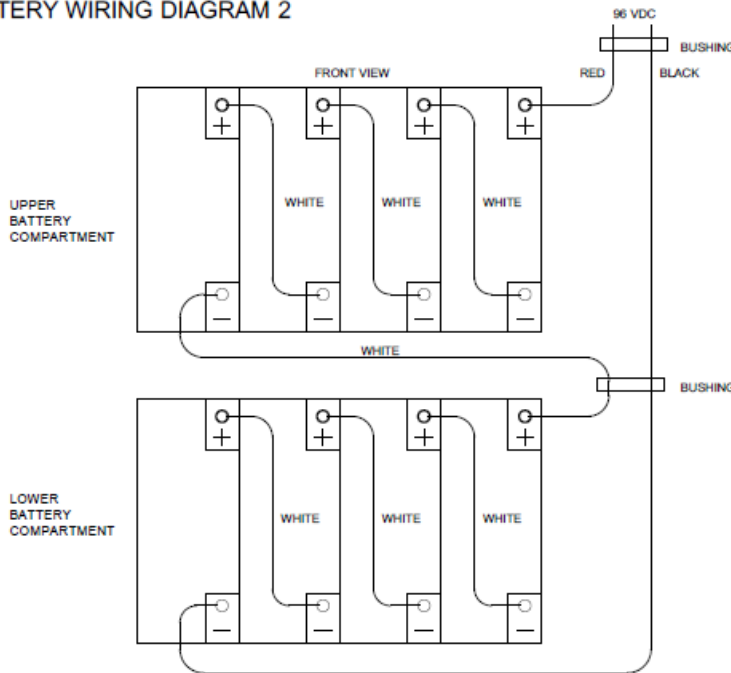 TERY WIRING DIAGRAM 2
96 VDC
BUSHING
FRONT VIEW
RED
BLACK
+
+
+
+
WHITE
WHITE
WHITE
UPPER
BATTERY
COMPARTMENT
—
—
—
—
WHITE
BUSHING
+
+
+
+
LOWER
BATTERY
COMPARTMENT
WHITE
WHITE
WHITE
—
—
—
—